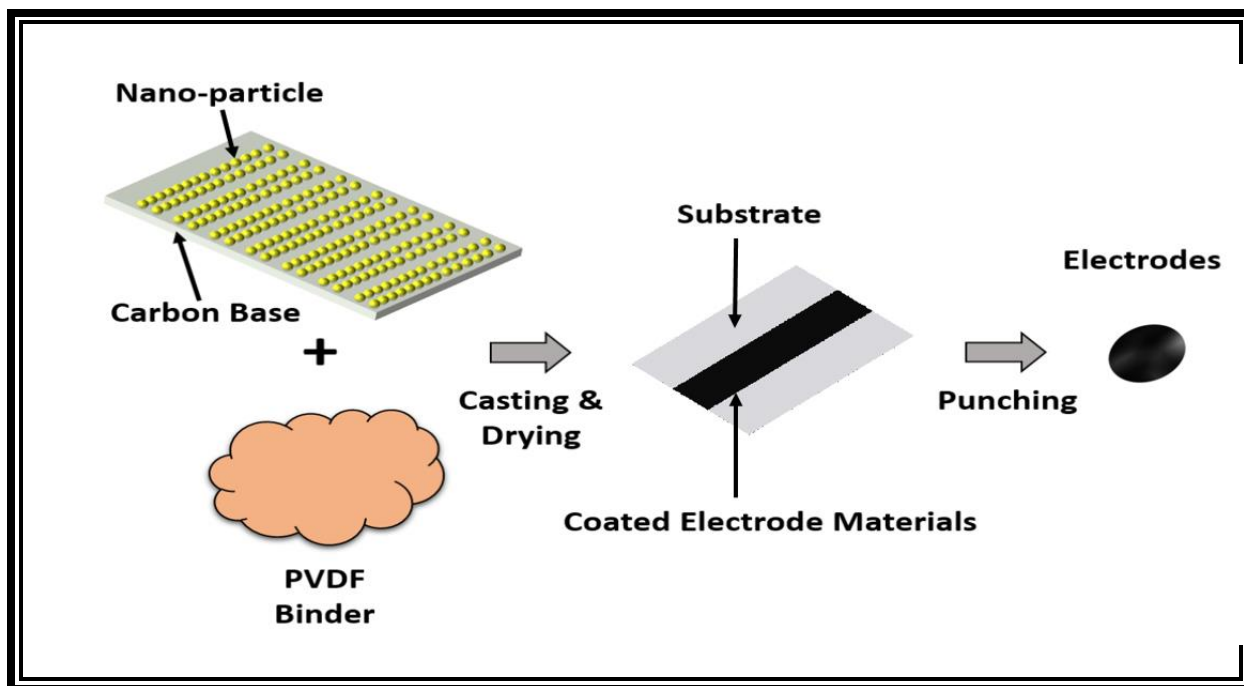 Nano-particle
Carbon Base
+
PVDF
Binder
Casting &
Drying
Substrate
Coated Electrode Materials
Punching
Electrodes